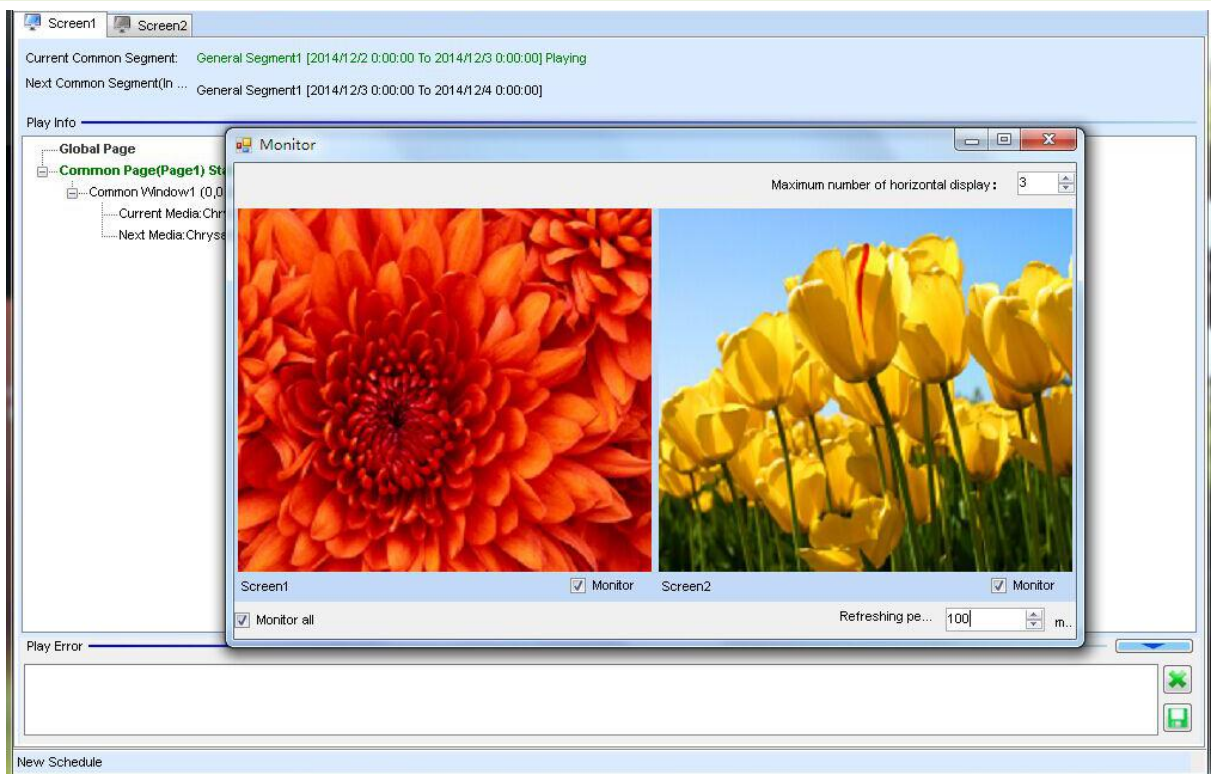 Screen1 Screen2
Current Common Segment: General Segment1 [2014/12/2 0:00:00 To 2014/12/3 0:00:00] Playing
Next Common Segment(In ... General Segment1 [2014/12/3 0:00:00 To 2014/12/4 0:00:00]
Play Info
Global Page
Common Page(Page1) Sta
Common Window1 (0,0
Current Media:Chr
Next Media:Chrysa
Monitor
Maximum number of horizontal display: 3
Screen1 Monitor Screen2 Monitor
Monitor all Refreshing pe... 100 m..
Play Error
New Schedule